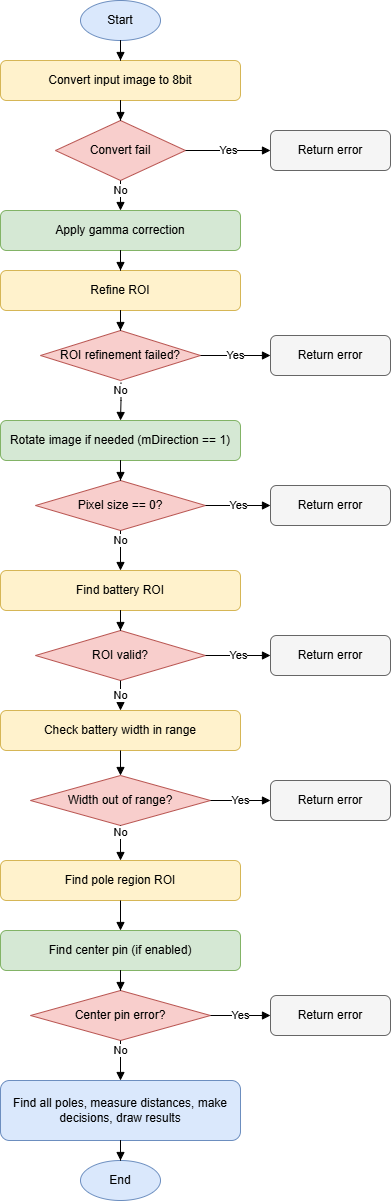 Start
Convert input image to 8bit
Convert fail
Yes
Return error
No
Apply gamma correction
Refine ROI
ROI refinement failed?
Yes
Return error
No
Rotate image if needed (mDirection == 1)
Pixel size == 0?
Yes
Return error
No
Find battery ROI
ROI valid?
Yes
Return error
No
Check battery width in range
Width out of range?
Yes
Return error
No
Find pole region ROI
Find center pin (if enabled)
Center pin error?
Yes
Return error
No
Find all poles, measure distances, make
decisions, draw results
End